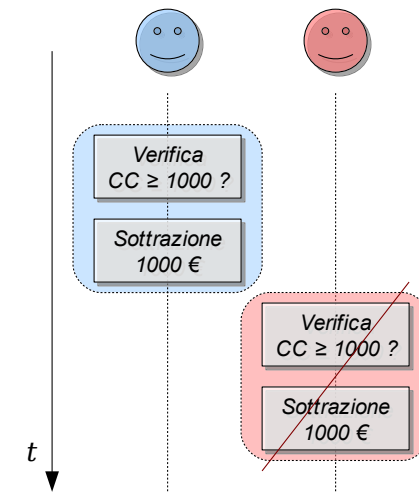 Verifica
CC ≥ 1000 ?
Sottrazione
1000 €
Verifica
CC ≥ 1000 ?
Sottrazione
1000 €
t